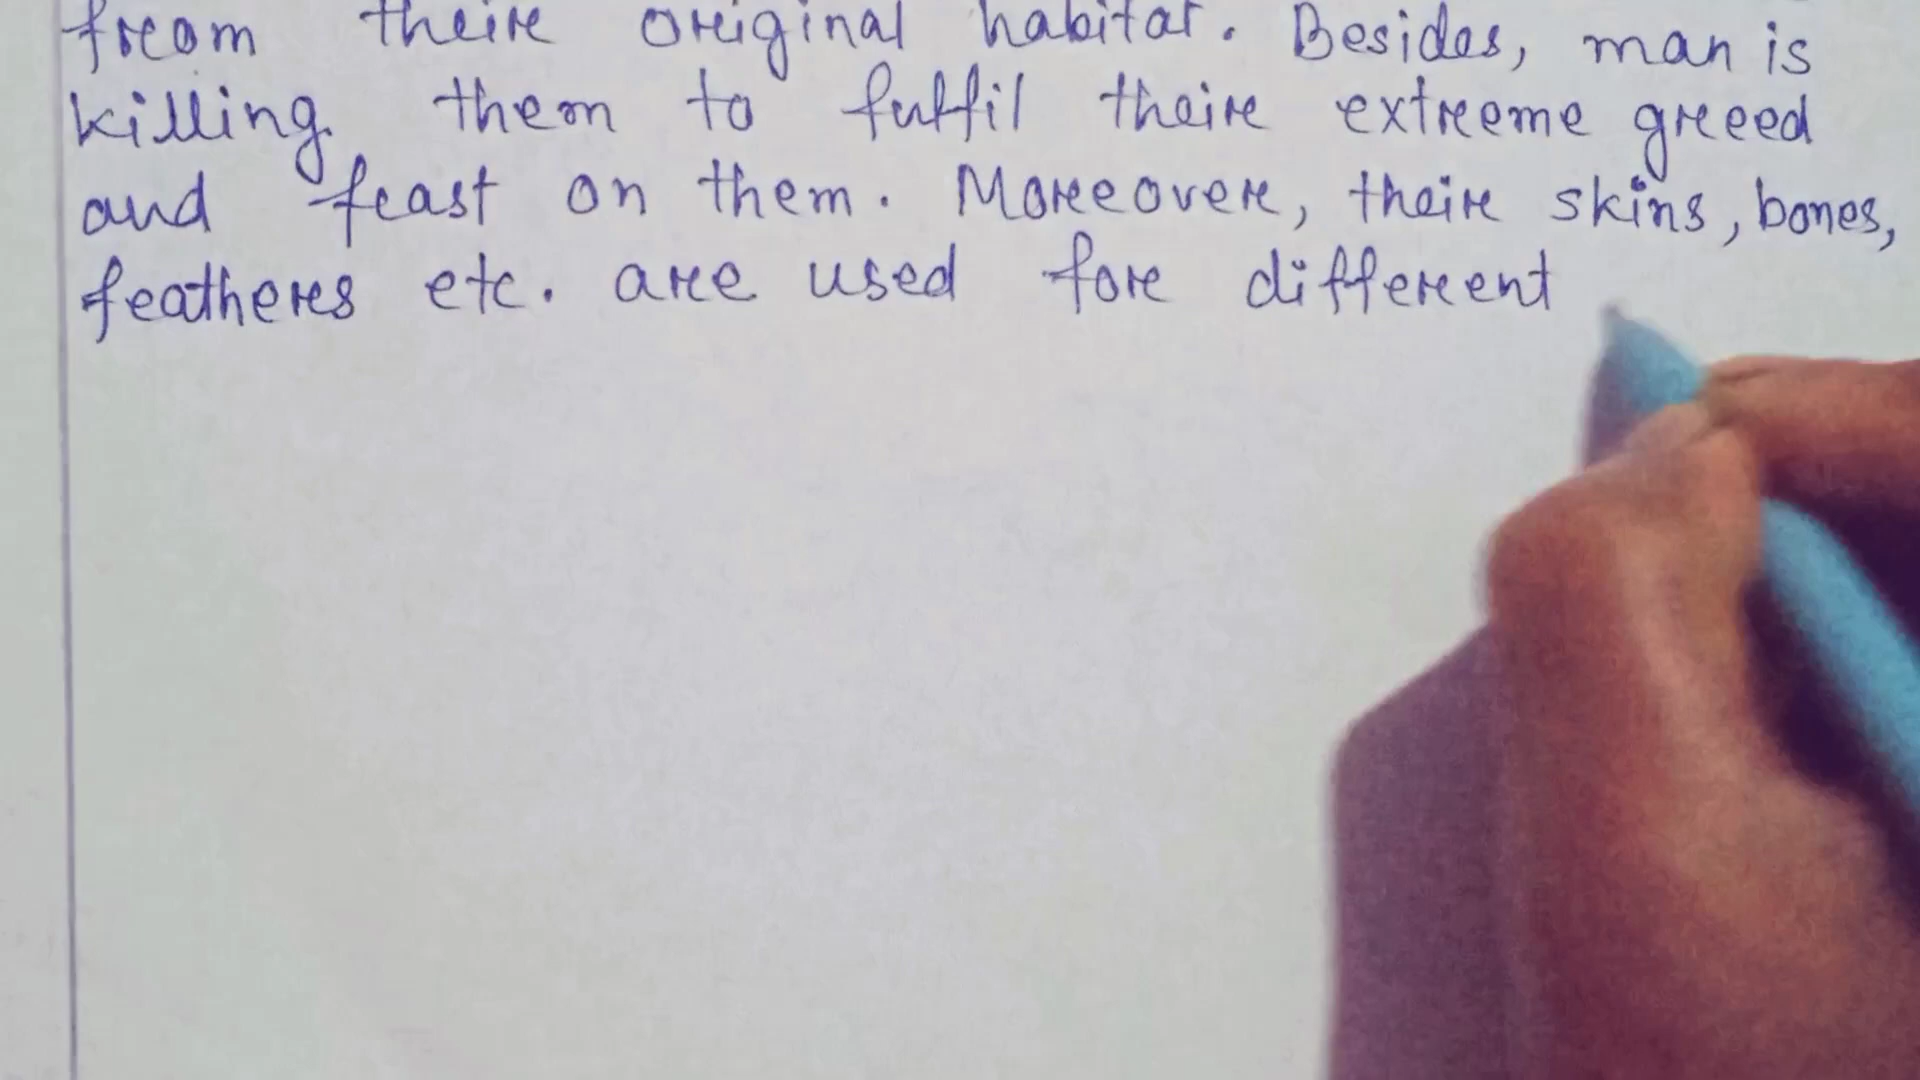 from their original habitat. Besides, man is
killing them to fulfil their extreme greed
and feast on them. Moreover, their skins, bones,
feathers etc. are used for different